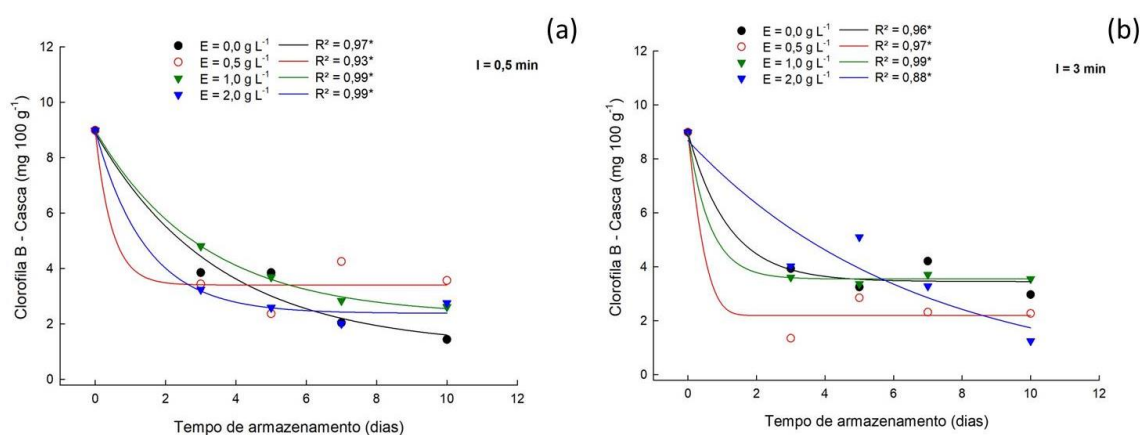 (a)
E = 0,0 g L⁻¹ R² = 0,97*
E = 0,5 g L⁻¹ R² = 0,93*
E = 1,0 g L⁻¹ R² = 0,99*
E = 2,0 g L⁻¹ R² = 0,99*
I = 0,5 min
Clorofila B - Casca (mg 100 g⁻¹)
12
10
8
6
4
2
0
0 2 4 6 8 10 12
Tempo de armazenamento (dias)
(b)
E = 0,0 g L⁻¹ R² = 0,96*
E = 0,5 g L⁻¹ R² = 0,97*
E = 1,0 g L⁻¹ R² = 0,99*
E = 2,0 g L⁻¹ R² = 0,88*
I = 3 min
Clorofila B - Casca (mg 100 g⁻¹)
12
10
8
6
4
2
0
0 2 4 6 8 10 12
Tempo de armazenamento (dias)